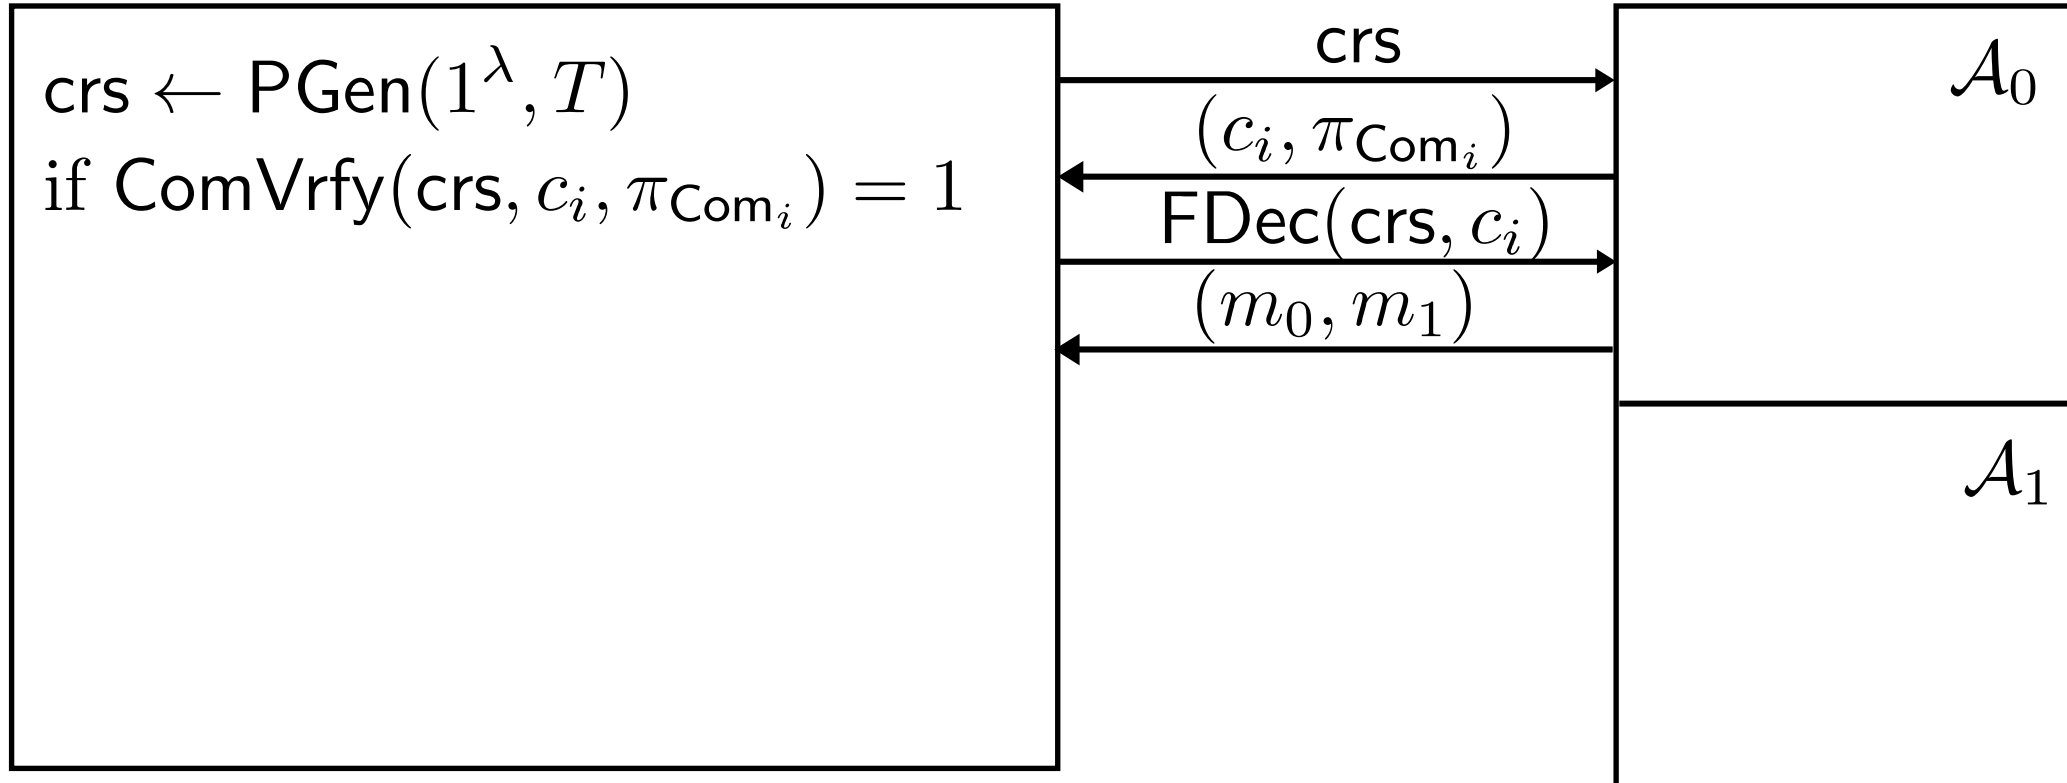 crs ← PGen(1^λ, T)
if ComVrfy(crs, c_i, π_{Com_i}) = 1
crs
(c_i, π_{Com_i})
FDec(crs, c_i)
(m_0, m_1)
𝒜_0
𝒜_1